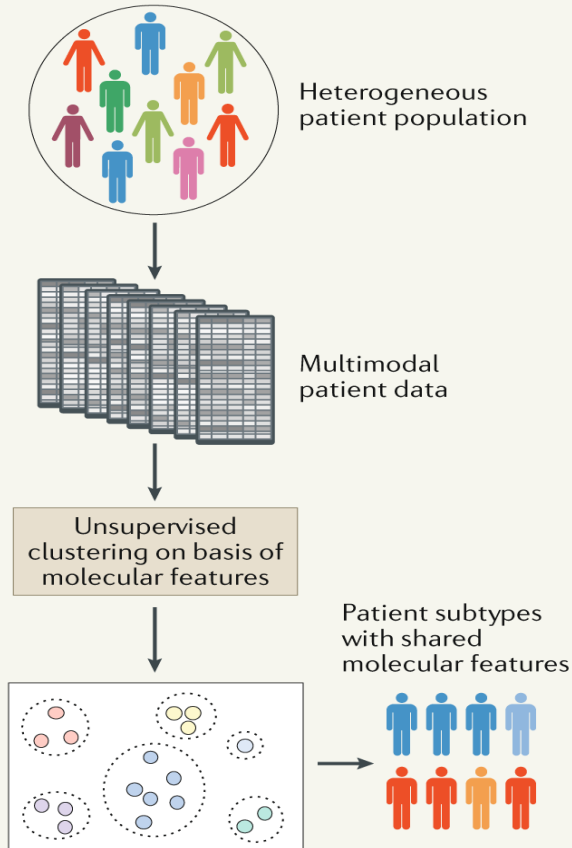 Heterogeneous
patient population
Multimodal
patient data
Unsupervised
clustering on basis of
molecular features
Patient subtypes
with shared
molecular features